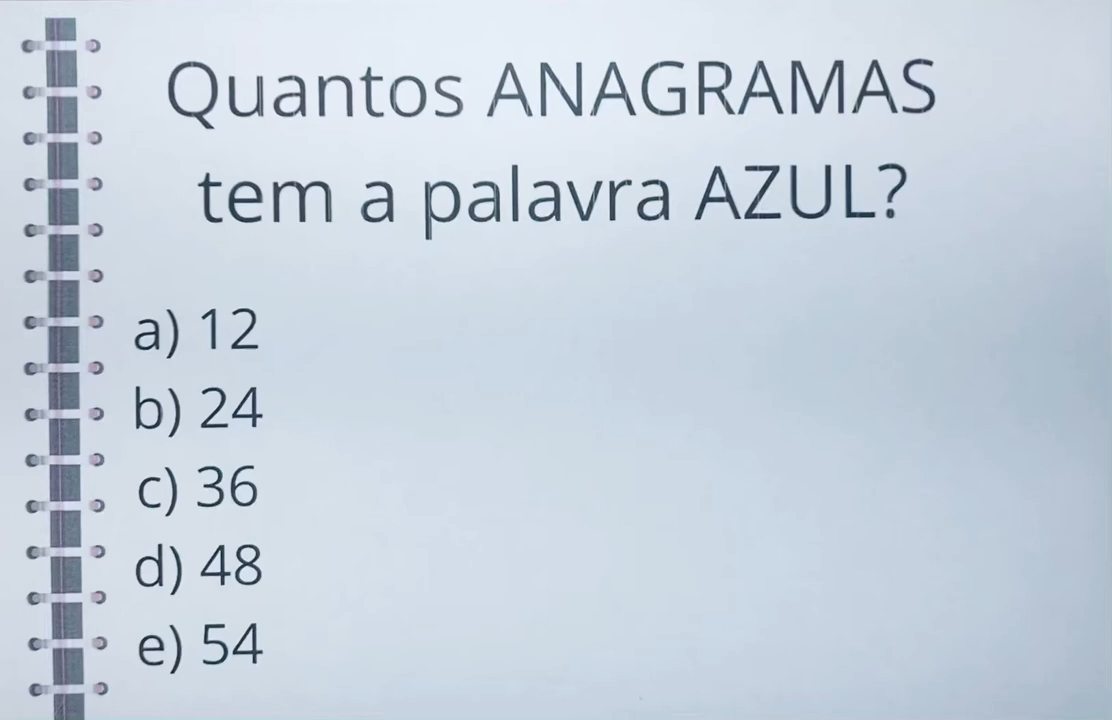 Quantos ANAGRAMAS
tem a palavra AZUL?
a) 12
b) 24
c) 36
d) 48
e) 54